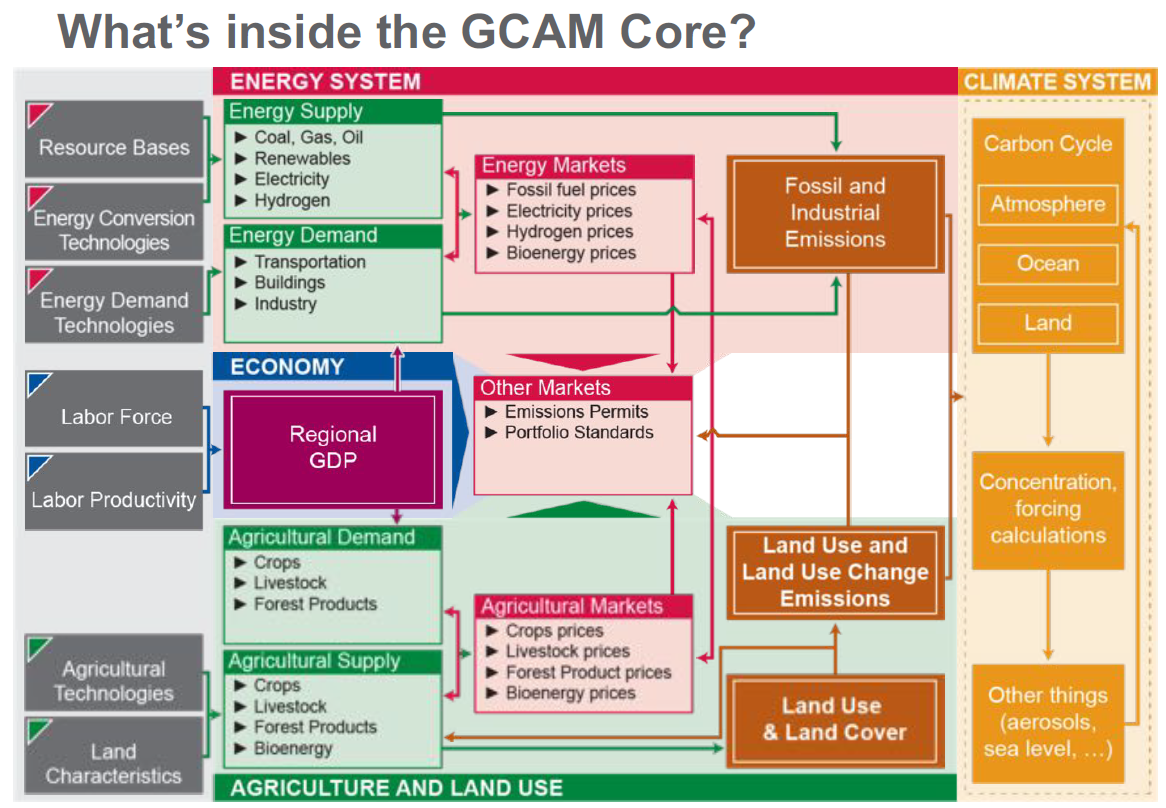 What's inside the GCAM Core?
ENERGY SYSTEM
CLIMATE SYSTEM
Resource Bases
Energy Conversion
Technologies
Energy Demand
Technologies
Labor Force
Labor Productivity
Agricultural
Technologies
Land
Characteristics
Energy Supply
► Coal, Gas, Oil
► Renewables
► Electricity
► Hydrogen
Energy Demand
► Transportation
► Buildings
► Industry
Energy Markets
► Fossil fuel prices
► Electricity prices
► Hydrogen prices
► Bioenergy prices
Fossil and
Industrial
Emissions
ECONOMY
Regional
GDP
Other Markets
► Emissions Permits
► Portfolio Standards
Agricultural Demand
► Crops
► Livestock
► Forest Products
Agricultural Supply
► Crops
► Livestock
► Forest Products
► Bioenergy
Agricultural Markets
► Crops prices
► Livestock prices
► Forest Product prices
► Bioenergy prices
Land Use and
Land Use Change
Emissions
Land Use
& Land Cover
AGRICULTURE AND LAND USE
Carbon Cycle
Atmosphere
Ocean
Land
Concentration,
forcing
calculations
Other things
(aerosols,
sea level, ...)